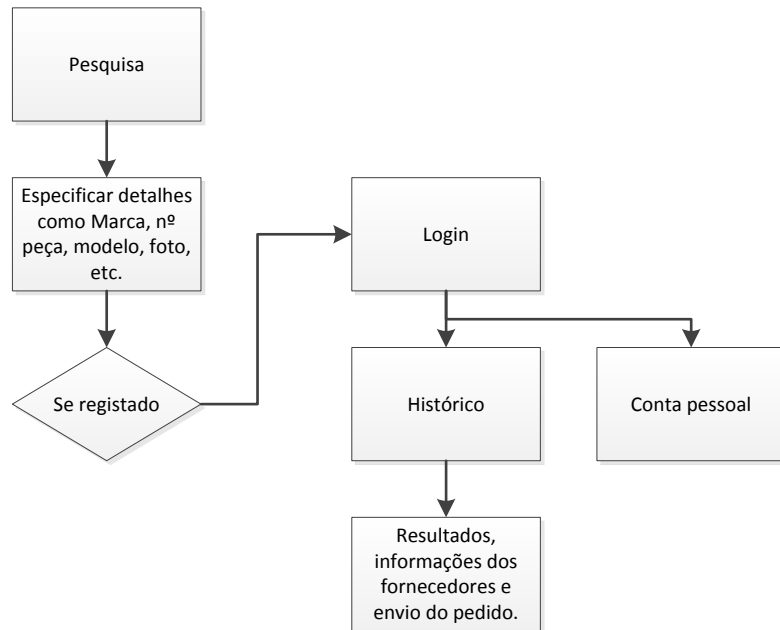 Pesquisa
Especificar detalhes
como Marca, nº
peça, modelo, foto,
etc.
Login
Se registado
Histórico
Conta pessoal
Resultados,
informações dos
fornecedores e
envio do pedido.